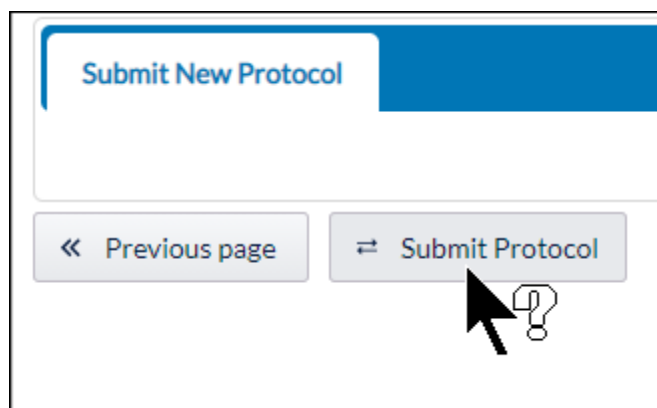 Submit New Protocol
« Previous page
⇄ Submit Protocol